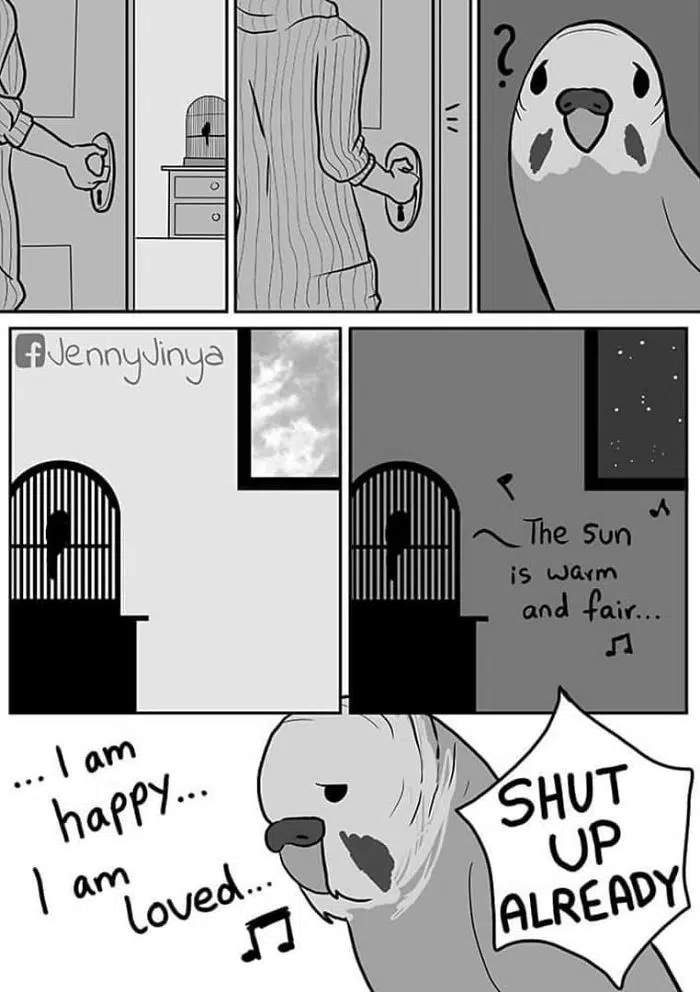 ?
JennyJinya
The Sun
is warm
and fair...
... I am
happy...
I am
loved...
SHUT
UP
ALREADY